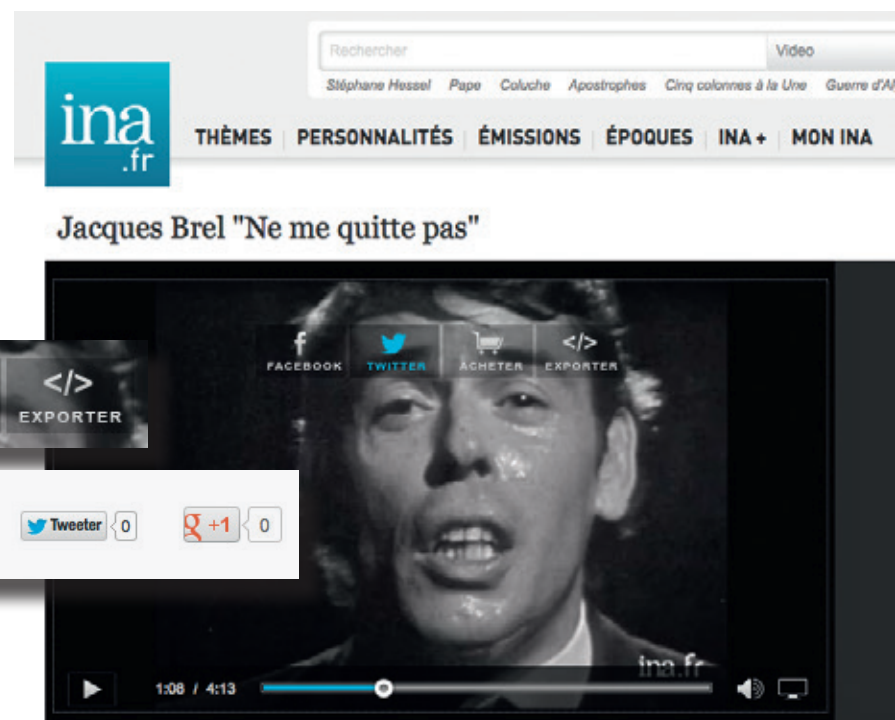 Rechercher
Video
Stéphane Hessel Pape Coluche Apostrophes Cinq colonnes à la Une Guerre d'Al
ina
.fr
THÈMES PERSONNALITÉS ÉMISSIONS ÉPOQUES INA + MON INA
Jacques Brel "Ne me quitte pas"
FACEBOOK TWITTER ACHETER </> EXPORTER
</>
EXPORTER
Tweeter 0
g +1 0
ina.fr
1:08 / 4:13